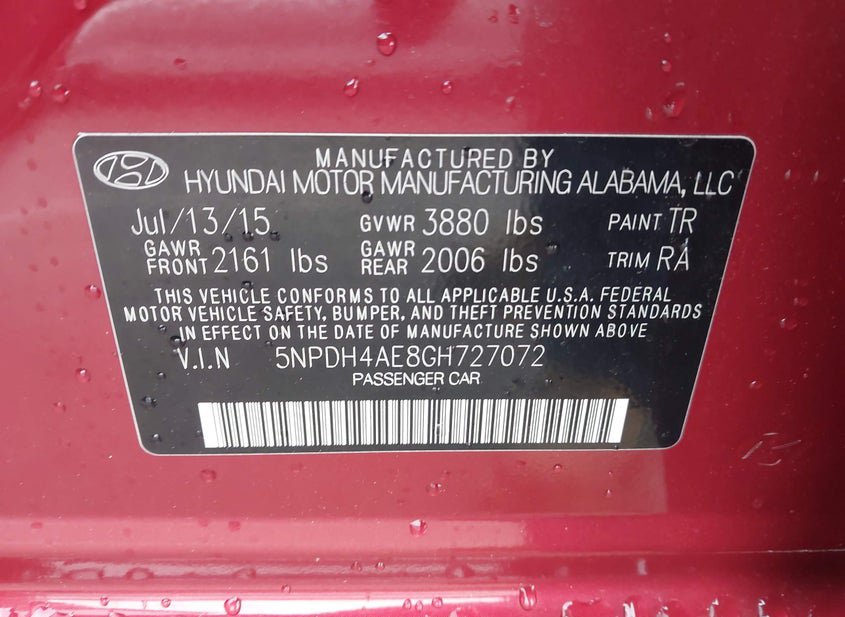 MANUFACTURED BY
HYUNDAI MOTOR MANUFACTURING ALABAMA, LLC
Jul/13/15 GVWR 3880 lbs PAINT TR
GAWR FRONT 2161 lbs GAWR REAR 2006 lbs TRIM RA
THIS VEHICLE CONFORMS TO ALL APPLICABLE U.S.A. FEDERAL
MOTOR VEHICLE SAFETY, BUMPER, AND THEFT PREVENTION STANDARDS
IN EFFECT ON THE DATE OF MANUFACTURE SHOWN ABOVE
V.I.N 5NPDH4AE8GH727072
PASSENGER CAR